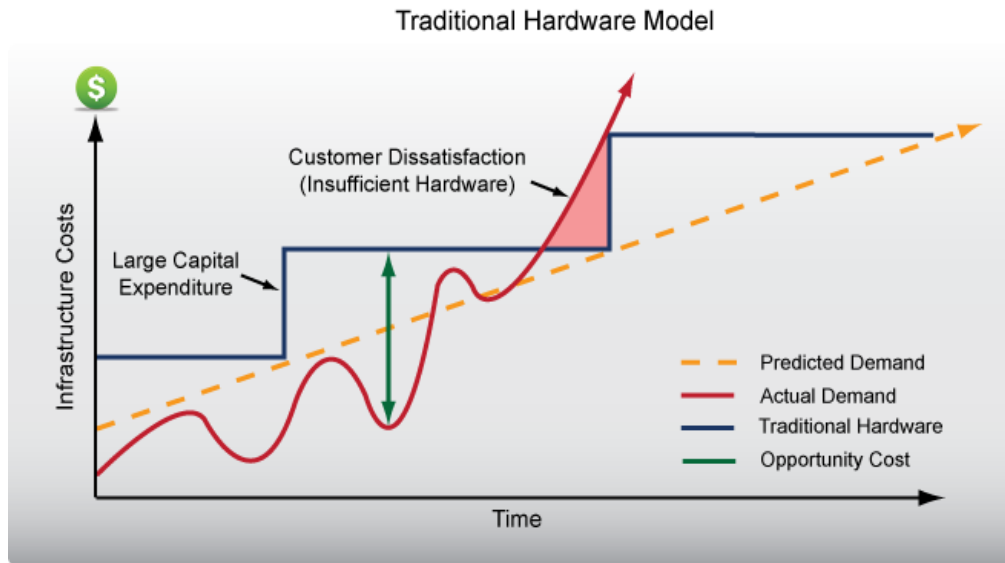 Traditional Hardware Model
$
Customer Dissatisfaction
(Insufficient Hardware)
Large Capital
Expenditure
Infrastructure Costs
Predicted Demand
Actual Demand
Traditional Hardware
Opportunity Cost
Time